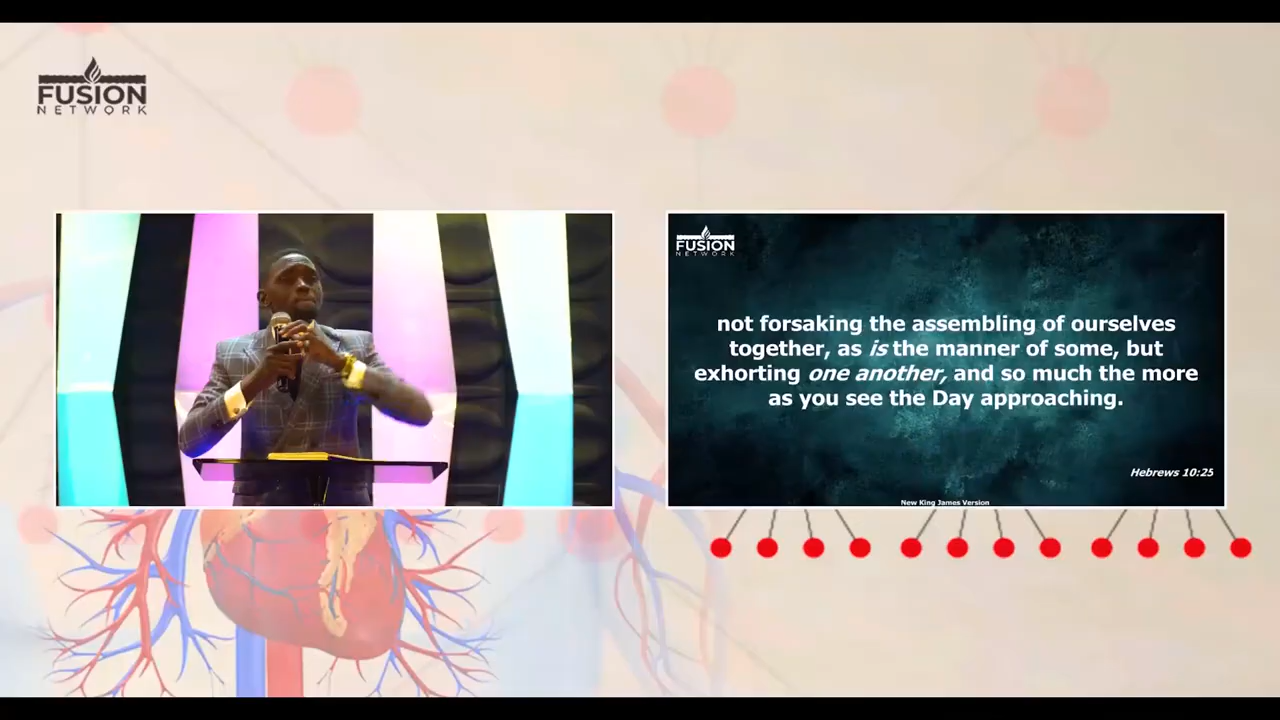 FUSION
NETWORK
FUSION
NETWORK
not forsaking the assembling of ourselves
together, as is the manner of some, but
exhorting one another, and so much the more
as you see the Day approaching.
Hebrews 10:25
New King James Version